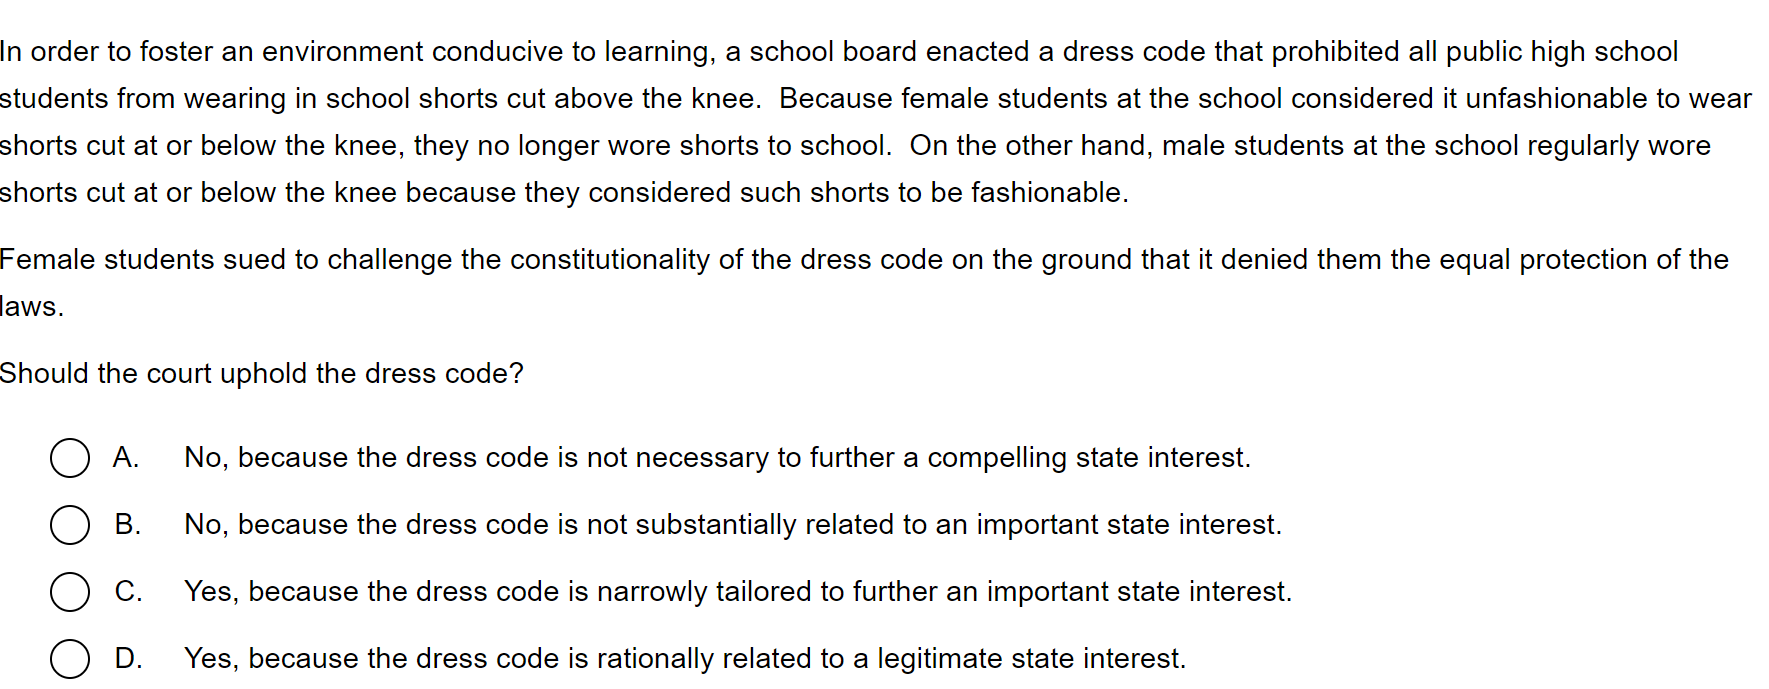 In order to foster an environment conducive to learning, a school board enacted a dress code that prohibited all public high school
students from wearing in school shorts cut above the knee.  Because female students at the school considered it unfashionable to wear
shorts cut at or below the knee, they no longer wore shorts to school.  On the other hand, male students at the school regularly wore
shorts cut at or below the knee because they considered such shorts to be fashionable.
Female students sued to challenge the constitutionality of the dress code on the ground that it denied them the equal protection of the
laws.
Should the court uphold the dress code?
A. No, because the dress code is not necessary to further a compelling state interest.
B. No, because the dress code is not substantially related to an important state interest.
C. Yes, because the dress code is narrowly tailored to further an important state interest.
D. Yes, because the dress code is rationally related to a legitimate state interest.